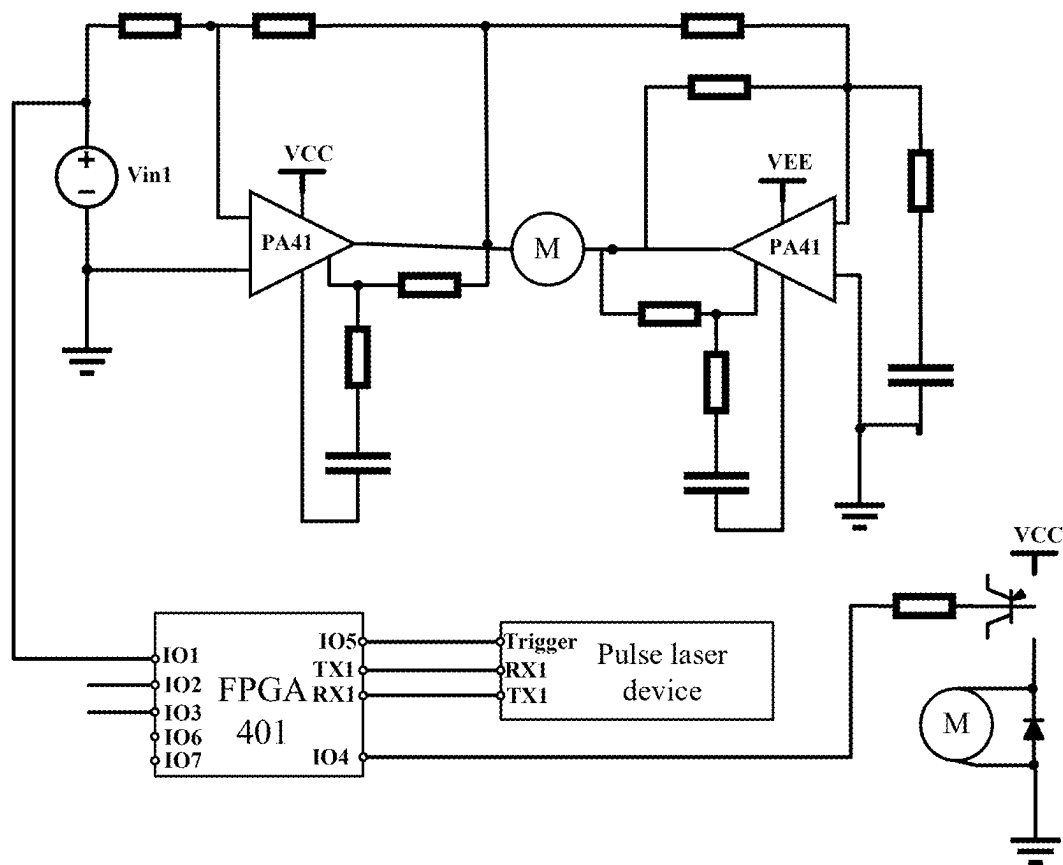 VCC
VEE
+
Vin1
−
PA41
PA41
M
VCC
IO1
IO2
IO3
IO6
IO7
FPGA
401
IO5
TX1
RX1
IO4
Trigger
RX1
TX1
Pulse laser
device
M